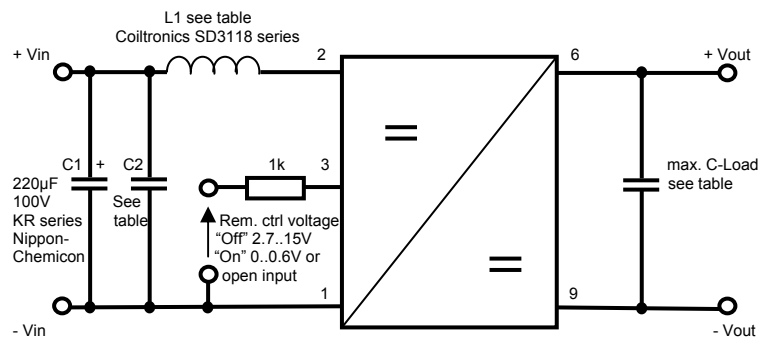 L1 see table
Coiltronics SD3118 series
+ Vin
2
6
+ Vout
C1 +
C2
1k
3
220µF
100V
KR series
Nippon-
Chemicon
See
table
Rem. ctrl voltage
“Off” 2.7..15V
“On” 0..0.6V or
open input
max. C-Load
see table
1
9
- Vin
- Vout